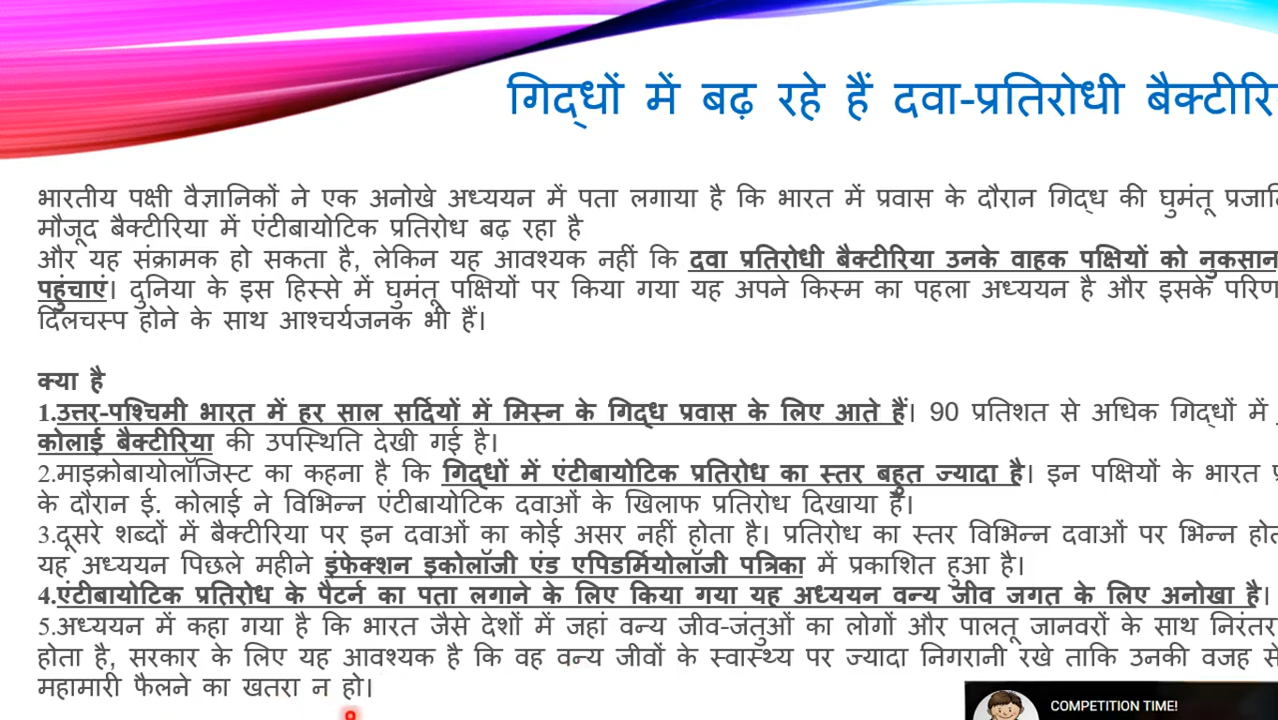 गिद्धों में बढ़ रहे हैं दवा-प्रतिरोधी
भारतीय पक्षी वैज्ञानिकों ने एक अनोखे अध्ययन में पता लगाया है कि भारत में प्रवास के दौरान गिद्ध की घुमंतू
मौजूद बैक्टीरिया में एंटीबायोटिक प्रतिरोध बढ़ रहा है
और यह संक्रामक हो सकता है, लेकिन यह आवश्यक नहीं कि दवा प्रतिरोधी बैक्टीरिया उनके वाहक पक्षियों को नुकसान
पहुंचाएं। दुनिया के इस हिस्से में घुमंतू पक्षियों पर किया गया यह अपने किस्म का पहला अध्ययन है और इसके
दिलचस्प होने के साथ आश्चर्यजनक भी हैं।
क्या है
1.उत्तर-पश्चिमी भारत में हर साल सर्दियों में मिस्न के गिद्ध प्रवास के लिए आते हैं। 90 प्रतिशत से अधिक गिद्धों में
कोलाई बैक्टीरिया की उपस्थिति देखी गई है।
2.माइक्रोबायोलॉजिस्ट का कहना है कि गिद्धों में एंटीबायोटिक प्रतिरोध का स्तर बहुत ज्यादा है। इन पक्षियों के भारत
के दौरान ई. कोलाई ने विभिन्न एंटीबायोटिक दवाओं के खिलाफ प्रतिरोध दिखाया है।
3.दूसरे शब्दों में बैक्टीरिया पर इन दवाओं का कोई असर नहीं होता है। प्रतिरोध का स्तर विभिन्न दवाओं पर भिन्न
यह अध्ययन पिछले महीने इंफेक्शन इकोलॉजी एंड एपिडर्मियोलॉजी पत्रिका में प्रकाशित हुआ है।
4.एंटीबायोटिक प्रतिरोध के पैटर्न का पता लगाने के लिए किया गया यह अध्ययन वन्य जीव जगत के लिए अनोखा है।
5.अध्ययन में कहा गया है कि भारत जैसे देशों में जहां वन्य जीव-जंतुओं का लोगों और पालतू जानवरों के साथ निरंतर
होता है, सरकार के लिए यह आवश्यक है कि वह वन्य जीवों के स्वास्थ्य पर ज्यादा निगरानी रखे ताकि उनकी वजह से
महामारी फैलने का खतरा न हो।
COMPETITION TIME!